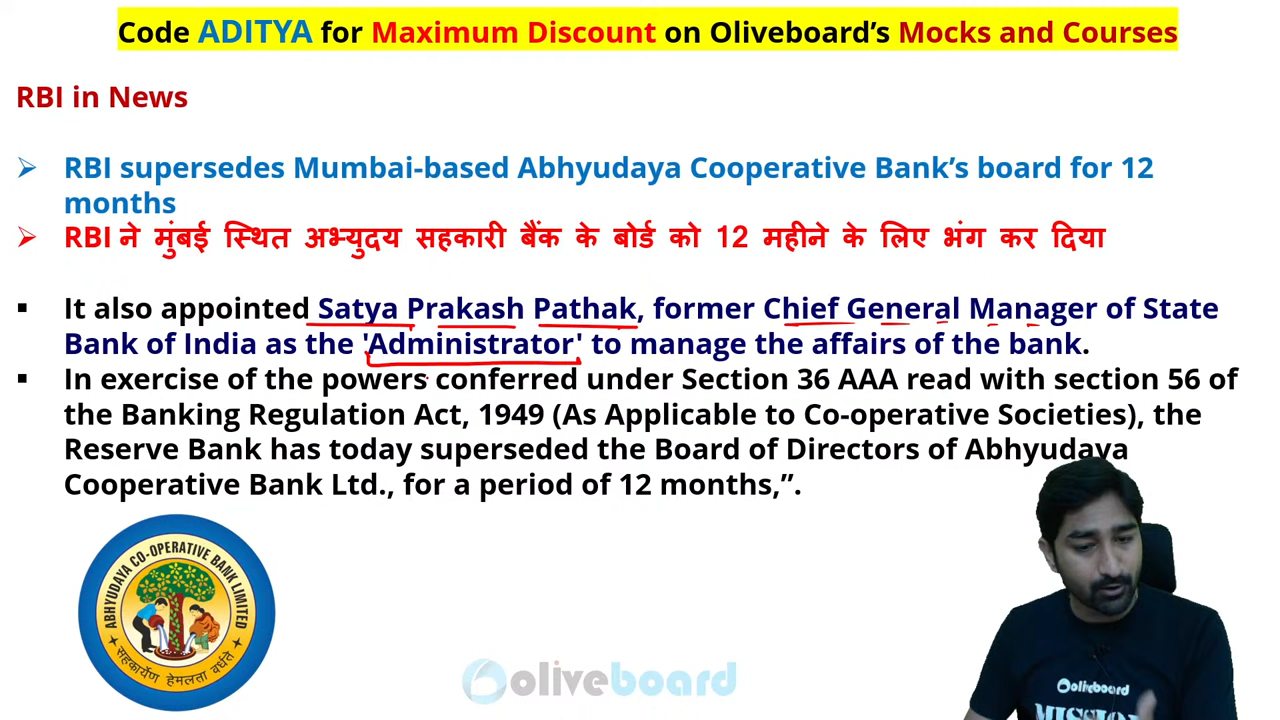 Code ADITYA for Maximum Discount on Oliveboard’s Mocks and Courses
RBI in News
➢ RBI supersedes Mumbai-based Abhyudaya Cooperative Bank’s board for 12
months
➢ RBI ने मुंबई स्थित अभ्युदय सहकारी बैंक के बोर्ड को 12 महीने के लिए भंग कर दिया
▪ It also appointed Satya Prakash Pathak, former Chief General Manager of State
Bank of India as the 'Administrator' to manage the affairs of the bank.
▪ In exercise of the powers conferred under Section 36 AAA read with section 56 of
the Banking Regulation Act, 1949 (As Applicable to Co-operative Societies), the
Reserve Bank has today superseded the Board of Directors of Abhyudaya
Cooperative Bank Ltd., for a period of 12 months,”.
ABHYUDAYA CO-OPERATIVE BANK LIMITED
सहकार्येण हेमलता वर्धते
oliveboard
oliveboard
MISSION